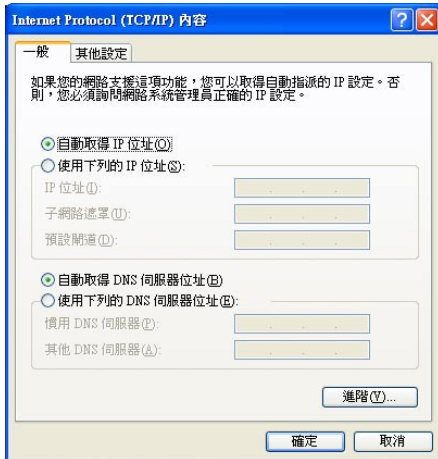 Internet Protocol (TCP/IP) 內容
一般 其他設定
如果您的網路支援這項功能，您可以取得自動指派的 IP 設定。否
則，您必須詢問網路系統管理員正確的 IP 設定。
自動取得 IP 位址(O)
使用下列的 IP 位址(S):
IP 位址(I):
子網路遮罩(U):
預設閘道(D):
自動取得 DNS 伺服器位址(B)
使用下列的 DNS 伺服器位址(E):
慣用 DNS 伺服器(P):
其他 DNS 伺服器(A):
進階(V)...
確定 取消